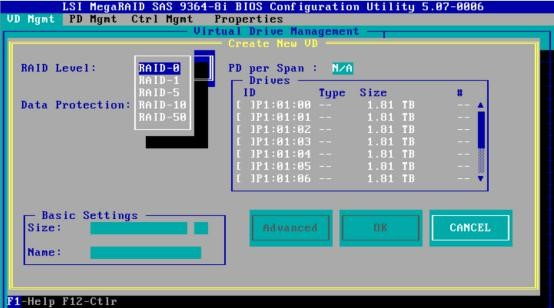 LSI MegaRAID SAS 9364-8i BIOS Configuration Utility 5.07-0006
VD Mgmt PD Mgmt Ctrl Mgmt Properties
Virtual Drive Management
Create New VD
RAID Level: RAID-0
RAID-1
RAID-5
RAID-10
RAID-50
Data Protection:
PD per Span : N/A
Drives
ID Type Size #
[ ]P1:01:00 -- 1.81 TB --
[ ]P1:01:01 -- 1.81 TB --
[ ]P1:01:02 -- 1.81 TB --
[ ]P1:01:03 -- 1.81 TB --
[ ]P1:01:04 -- 1.81 TB --
[ ]P1:01:05 -- 1.81 TB --
[ ]P1:01:06 -- 1.81 TB --
Basic Settings
Size:
Name:
Advanced OK CANCEL
F1-Help F12-Ctlr